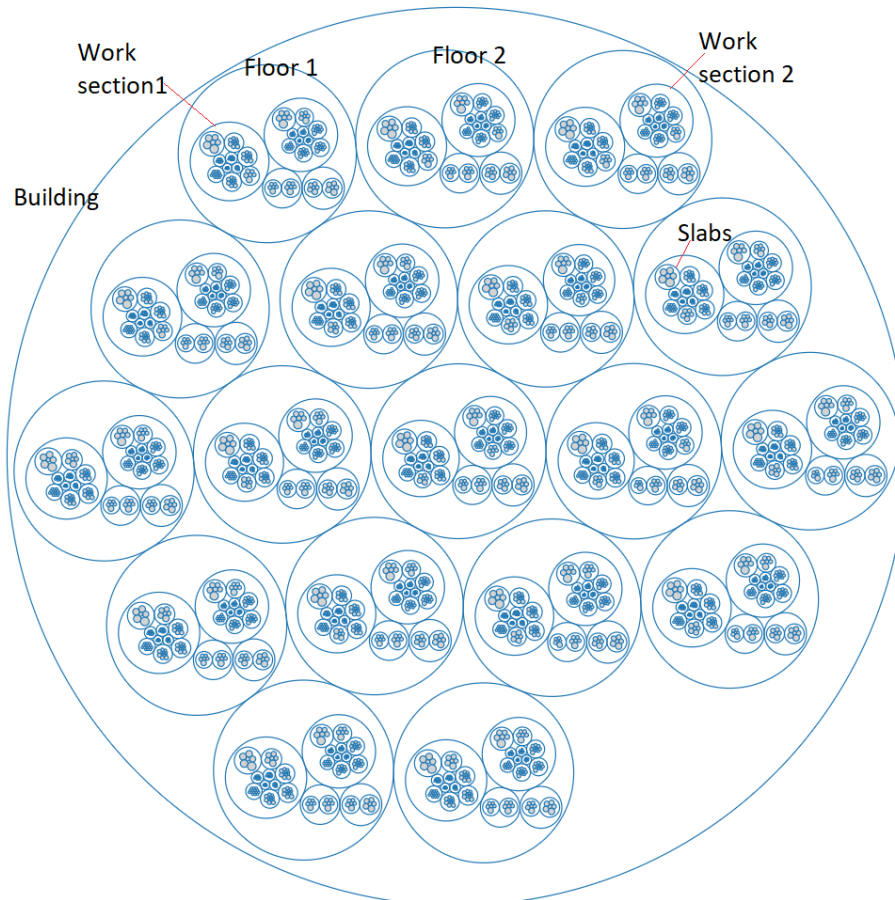 Work
section1
Floor 1
Floor 2
Work
section 2
Building
Slabs